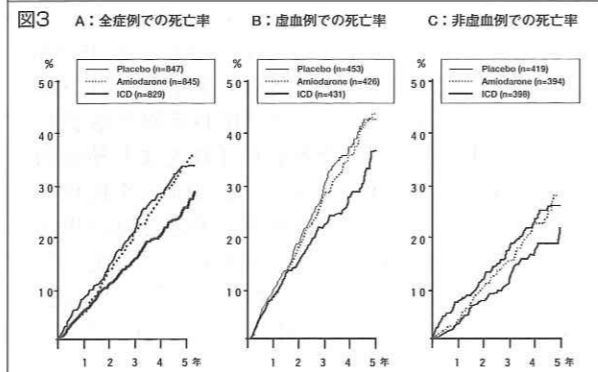 図3 A：全症例での死亡率 B：虚血例での死亡率 C：非虚血例での死亡率
%
50
40
30
20
10
Placebo (n=847)
Amiodarone (n=845)
ICD (n=829)
1 2 3 4 5 年
%
50
40
30
20
10
Placebo (n=453)
Amiodarone (n=426)
ICD (n=431)
1 2 3 4 5 年
%
50
40
30
20
10
Placebo (n=419)
Amiodarone (n=394)
ICD (n=398)
1 2 3 4 5 年